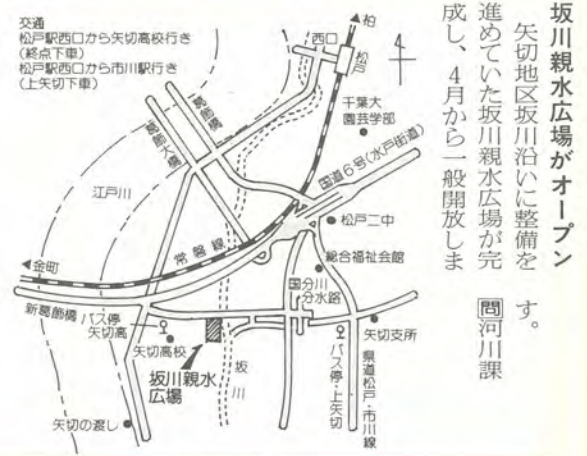 坂川親水広場がオープン
矢切地区坂川沿いに整備を
進めていた坂川親水広場が完
成し、4月から一般開放しま
す。 問河川課
交通
松戸駅西口から矢切高校行き
(終点下車)
松戸駅西口から市川駅行き
(上矢切下車)
柏
西口
松戸
千葉大
園芸学部
葛飾橋
葛飾大橋
国道6号(水戸街道)
江戸川
松戸二中
常磐線
総合福祉会館
金町
国分川
分水路
新葛飾橋
バス停
矢切高
矢切高校
矢切支所
坂川親水
広場
坂川
バス停・上矢切
県道松戸・市川線
矢切の渡し